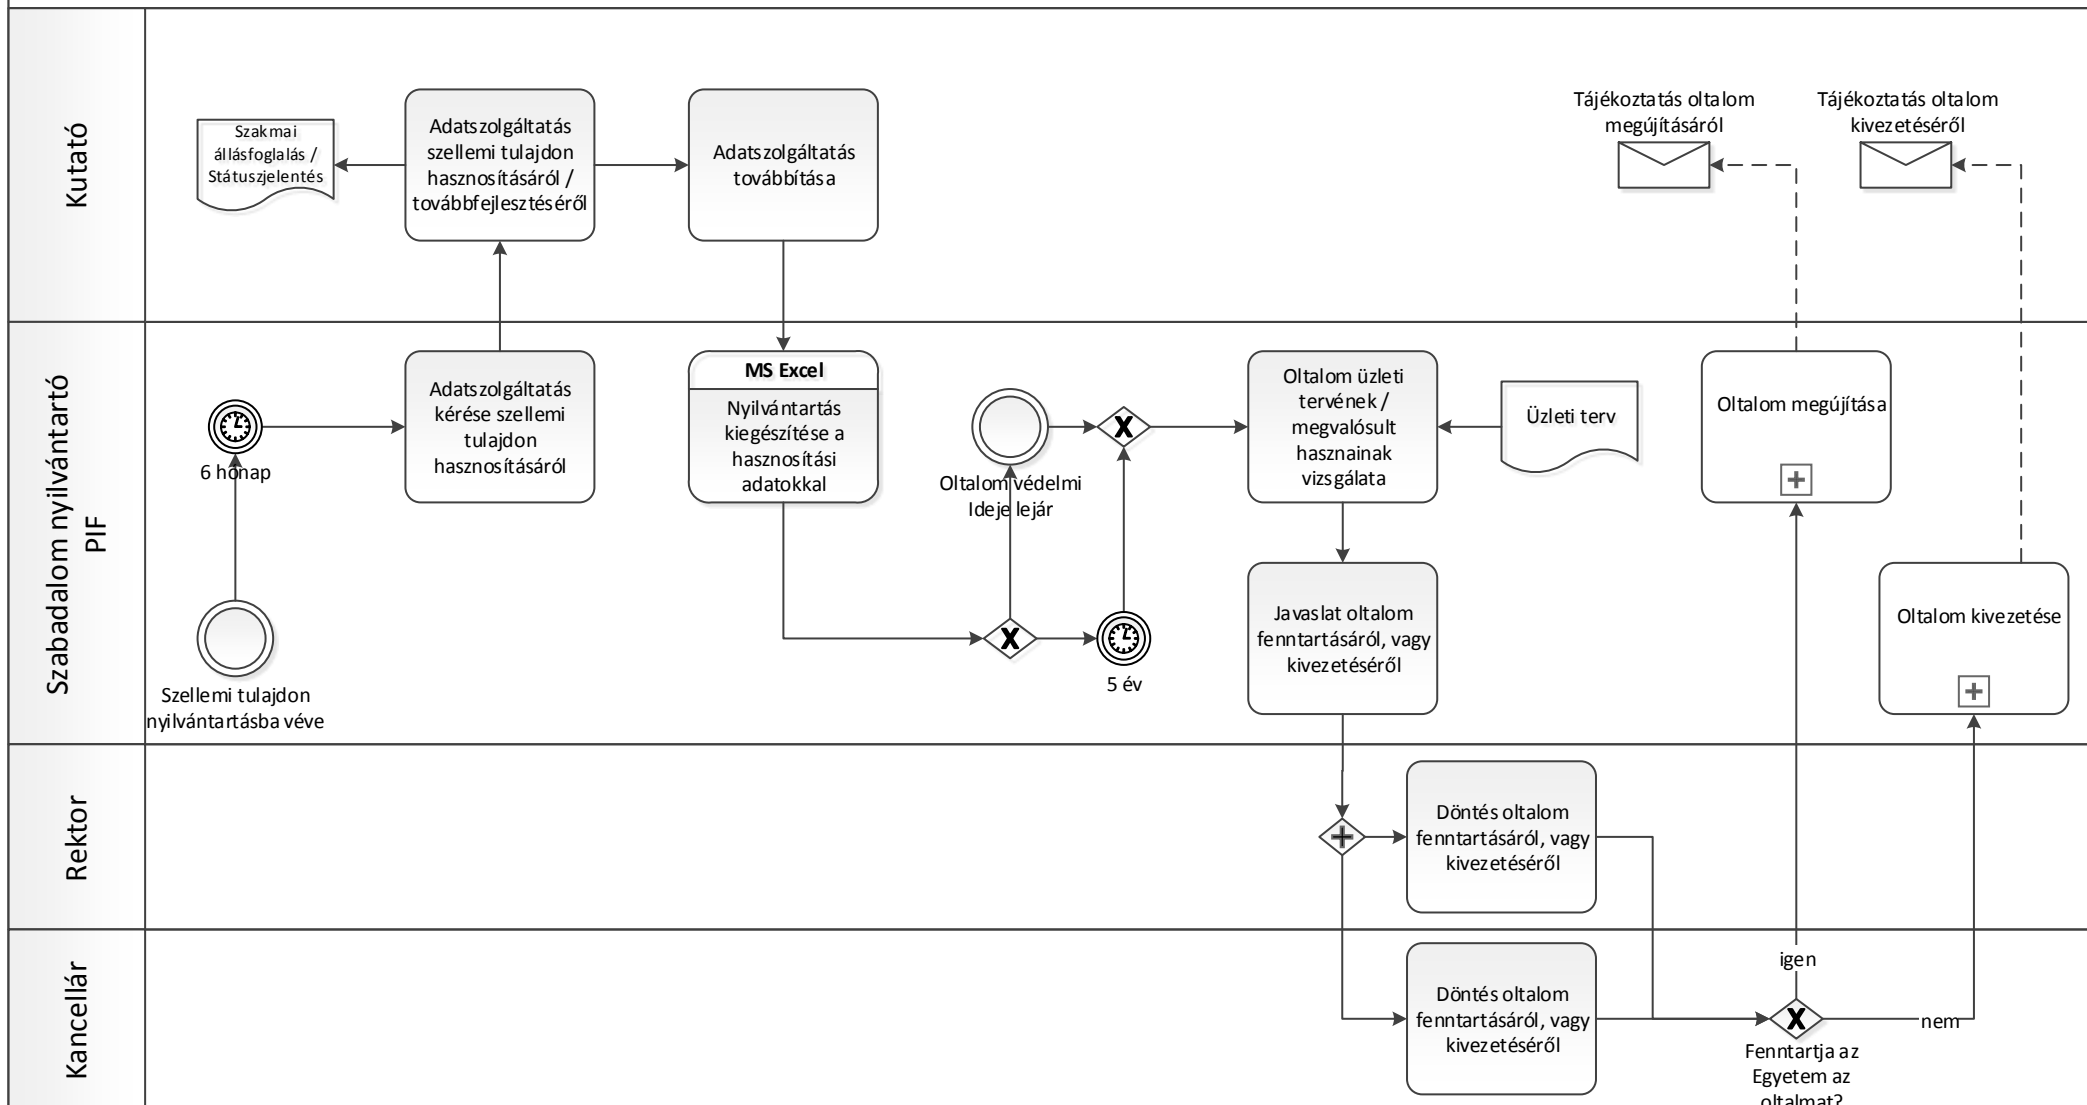 Kutató
Szakmai
állásfoglalás /
Státuszjelentés
Adatszolgáltatás
szellemi tulajdon
hasznosításáról /
továbbfejlesztéséről
Adatszolgáltatás
továbbítása
Tájékoztatás oltalom
megújításáról
Tájékoztatás oltalom
kivezetéséről
Szabadalom nyilvántartó
PIF
6 hónap
Szellemi tulajdon
nyilvántartásba véve
Adatszolgáltatás
kérése szellemi
tulajdon
hasznosításáról
MS Excel
Nyilvántartás
kiegészítése a
hasznosítási
adatokkal
Oltalom védelmi
Ideje lejár
X
X
5 év
Oltalom üzleti
tervének /
megvalósult
hasznainak
vizsgálata
Üzleti terv
Javaslat oltalom
fenntartásáról, vagy
kivezetéséről
Oltalom megújítása
Oltalom kivezetése
Rektor
Döntés oltalom
fenntartásáról, vagy
kivezetéséről
Kancellár
Döntés oltalom
fenntartásáról, vagy
kivezetéséről
igen
X
nem
Fenntartja az
Egyetem az
oltalmat?